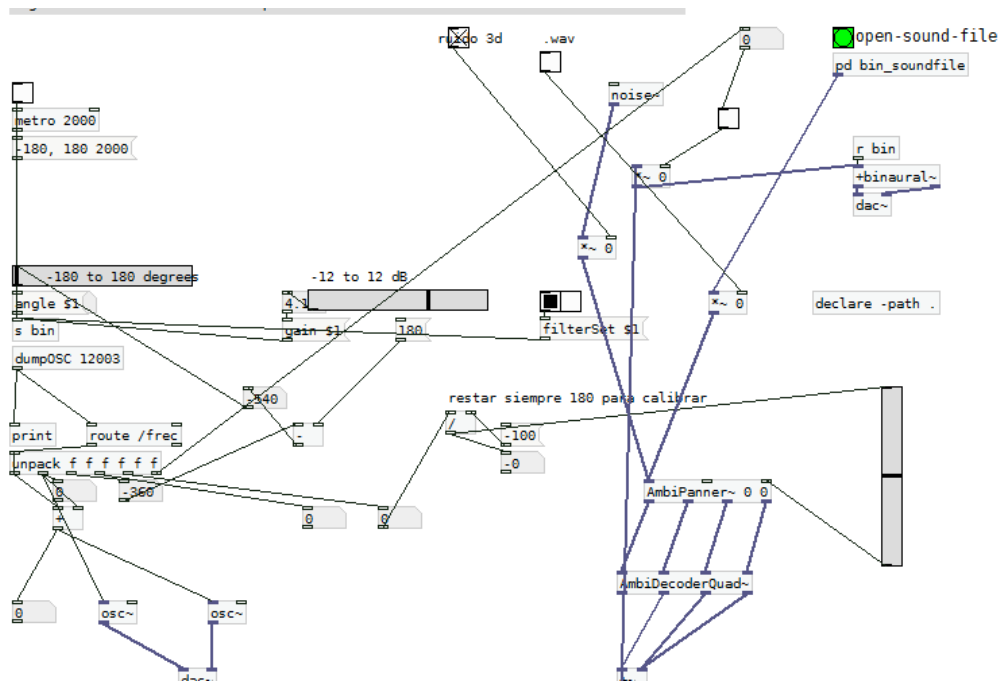 ruido 3d
.wav
0
open-sound-file
pd bin_soundfile
noise~
metro 2000
-180, 180 2000
r bin
*~ 0
+binaural~
dac~
*~ 0
-180 to 180 degrees
-12 to 12 dB
angle $1
4.1
*~ 0
declare -path .
s bin
gain $1
180
filterSet $1
dumpOSC 12003
-540
restar siempre 180 para calibrar
print
route /frec
-
/
-100
unpack f f f f f f
-0
0
-360
AmbiPanner~ 0 0
+
0
0
AmbiDecoderQuad~
0
osc~
osc~
dac~